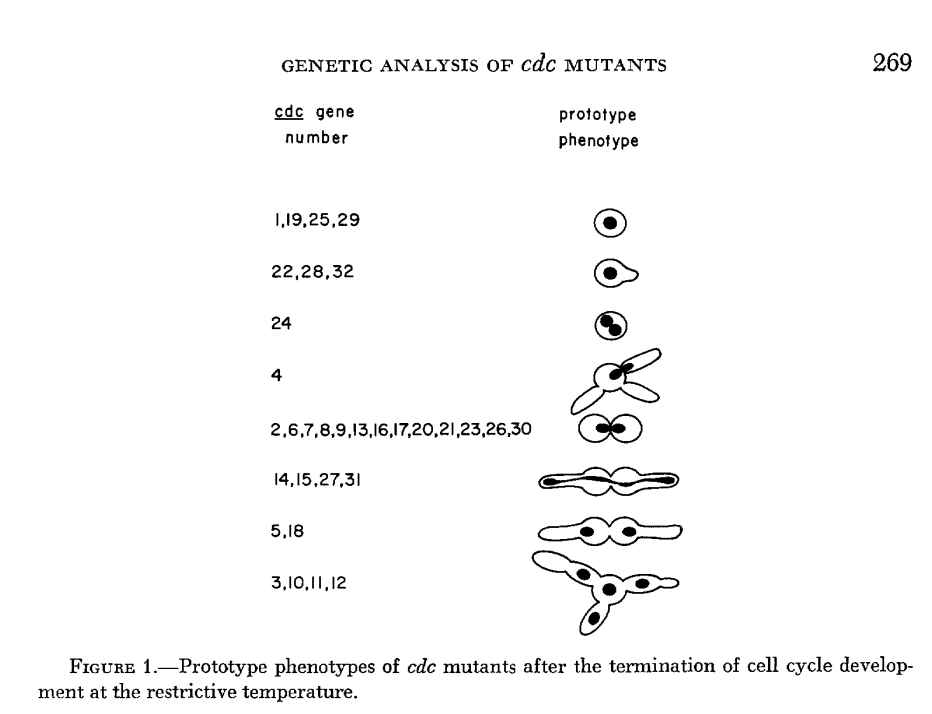 GENETIC ANALYSIS OF cdc MUTANTS 269
cdc gene prototype
number phenotype
1,19,25,29
22,28,32
24
4
2,6,7,8,9,13,16,17,20,21,23,26,30
14,15,27,31
5,18
3,10,11,12
FIGURE 1.—Prototype phenotypes of cdc mutants after the termination of cell cycle develop-
ment at the restrictive temperature.